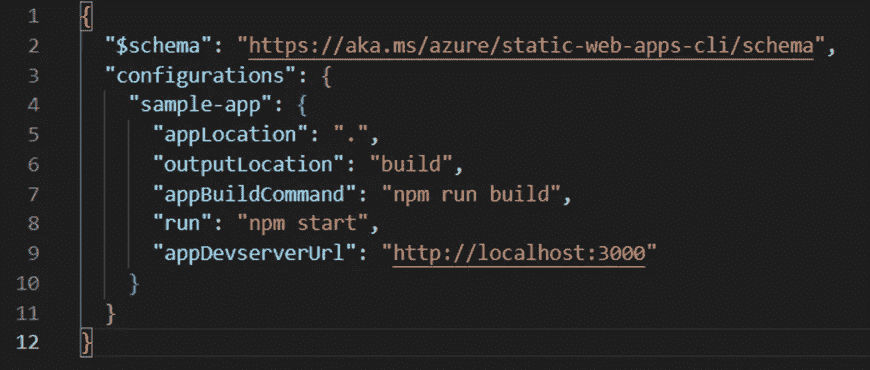 1 {
2   "$schema": "https://aka.ms/azure/static-web-apps-cli/schema",
3   "configurations": {
4     "sample-app": {
5       "appLocation": ".",
6       "outputLocation": "build",
7       "appBuildCommand": "npm run build",
8       "run": "npm start",
9       "appDevserverUrl": "http://localhost:3000"
10     }
11   }
12 }